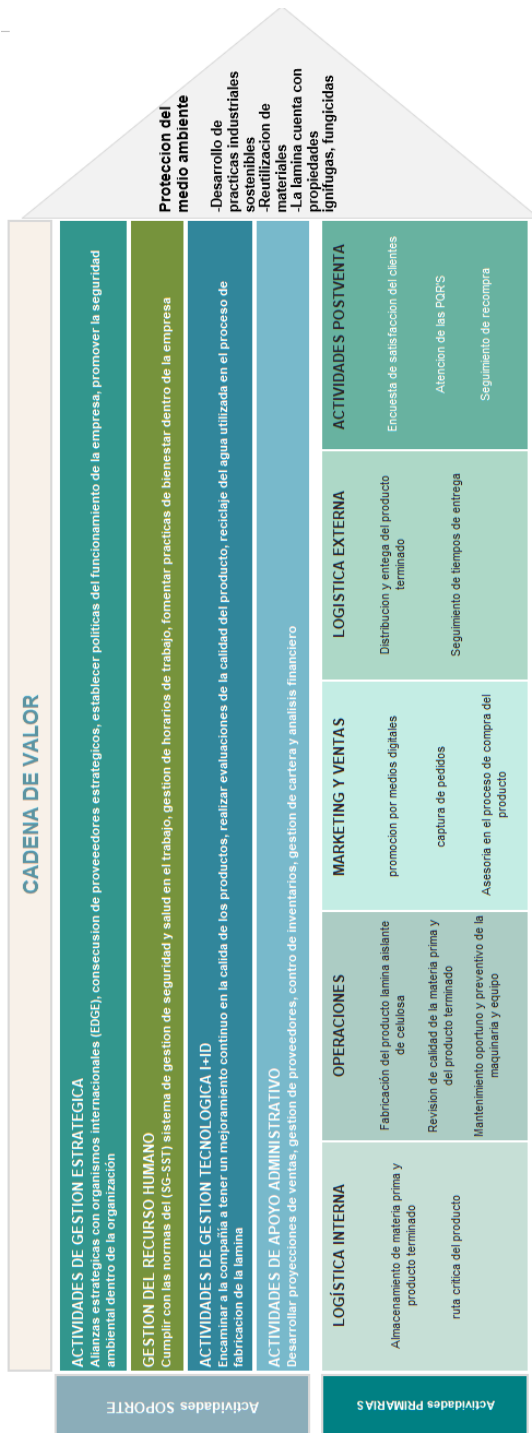 CADENA DE VALOR
Actividades SOPORTE
ACTIVIDADES DE GESTION ESTRATEGICA
Alianzas estrategicas con organismos internacionales (EDGE), consecusion de proveeedores estrategicos, establecer politicas del funcionamiento de la empresa, promover la seguridad
ambiental dentro de la organización
GESTION DEL RECURSO HUMANO
Cumplir con las normas del (SG-SST) sistema de gestion de seguridad y salud en el trabajo, gestion de horarios de trabajo, fomentar practicas de bienestar dentro de la empresa
ACTIVIDADES DE GESTION TECNOLOGICA I+HD
Encaminar a la compañia a tener un mejoramiento continuo en la calida de los productos, realizar evaluaciones de la calidad del producto, reciclaje del agua utilizada en el proceso de
fabricacion de la lamina
ACTIVIDADES DE APOYO ADMINISTRATIVO
Desarrollar proyecciones de ventas, gestion de proveedores, contro de inventarios, gestion de cartera y analisis financiero
Proteccion del
medio ambiente
-Desarrollo de
practicas industriales
sostenibles
-Reutilizacion de
materiales
-La lamina cuenta con
propiedades
ignifugas, fungicidas
Actividades PRIMARIAS
LOGÍSTICA INTERNA
Almacenamiento de materia prima y
producto terminado
ruta critica del producto
OPERACIONES
Fabricación del producto lamina aislante
de celulosa
Revision de calidad de la materia prima y
del producto terminado
Mantenimiento oportuno y preventivo de la
maquinaria y equipo
MARKETING Y VENTAS
promocion por medios digitales
captura de pedidos
Asesoria en el proceso de compra del
producto
LOGÍSTICA EXTERNA
Distribucion y entega del producto
terminado
Seguimiento de tiempos de entrega
ACTIVIDADES POSTVENTA
Encuesta de satisfaccion del clientes
Atencion de las PQR'S
Seguimiento de recompra